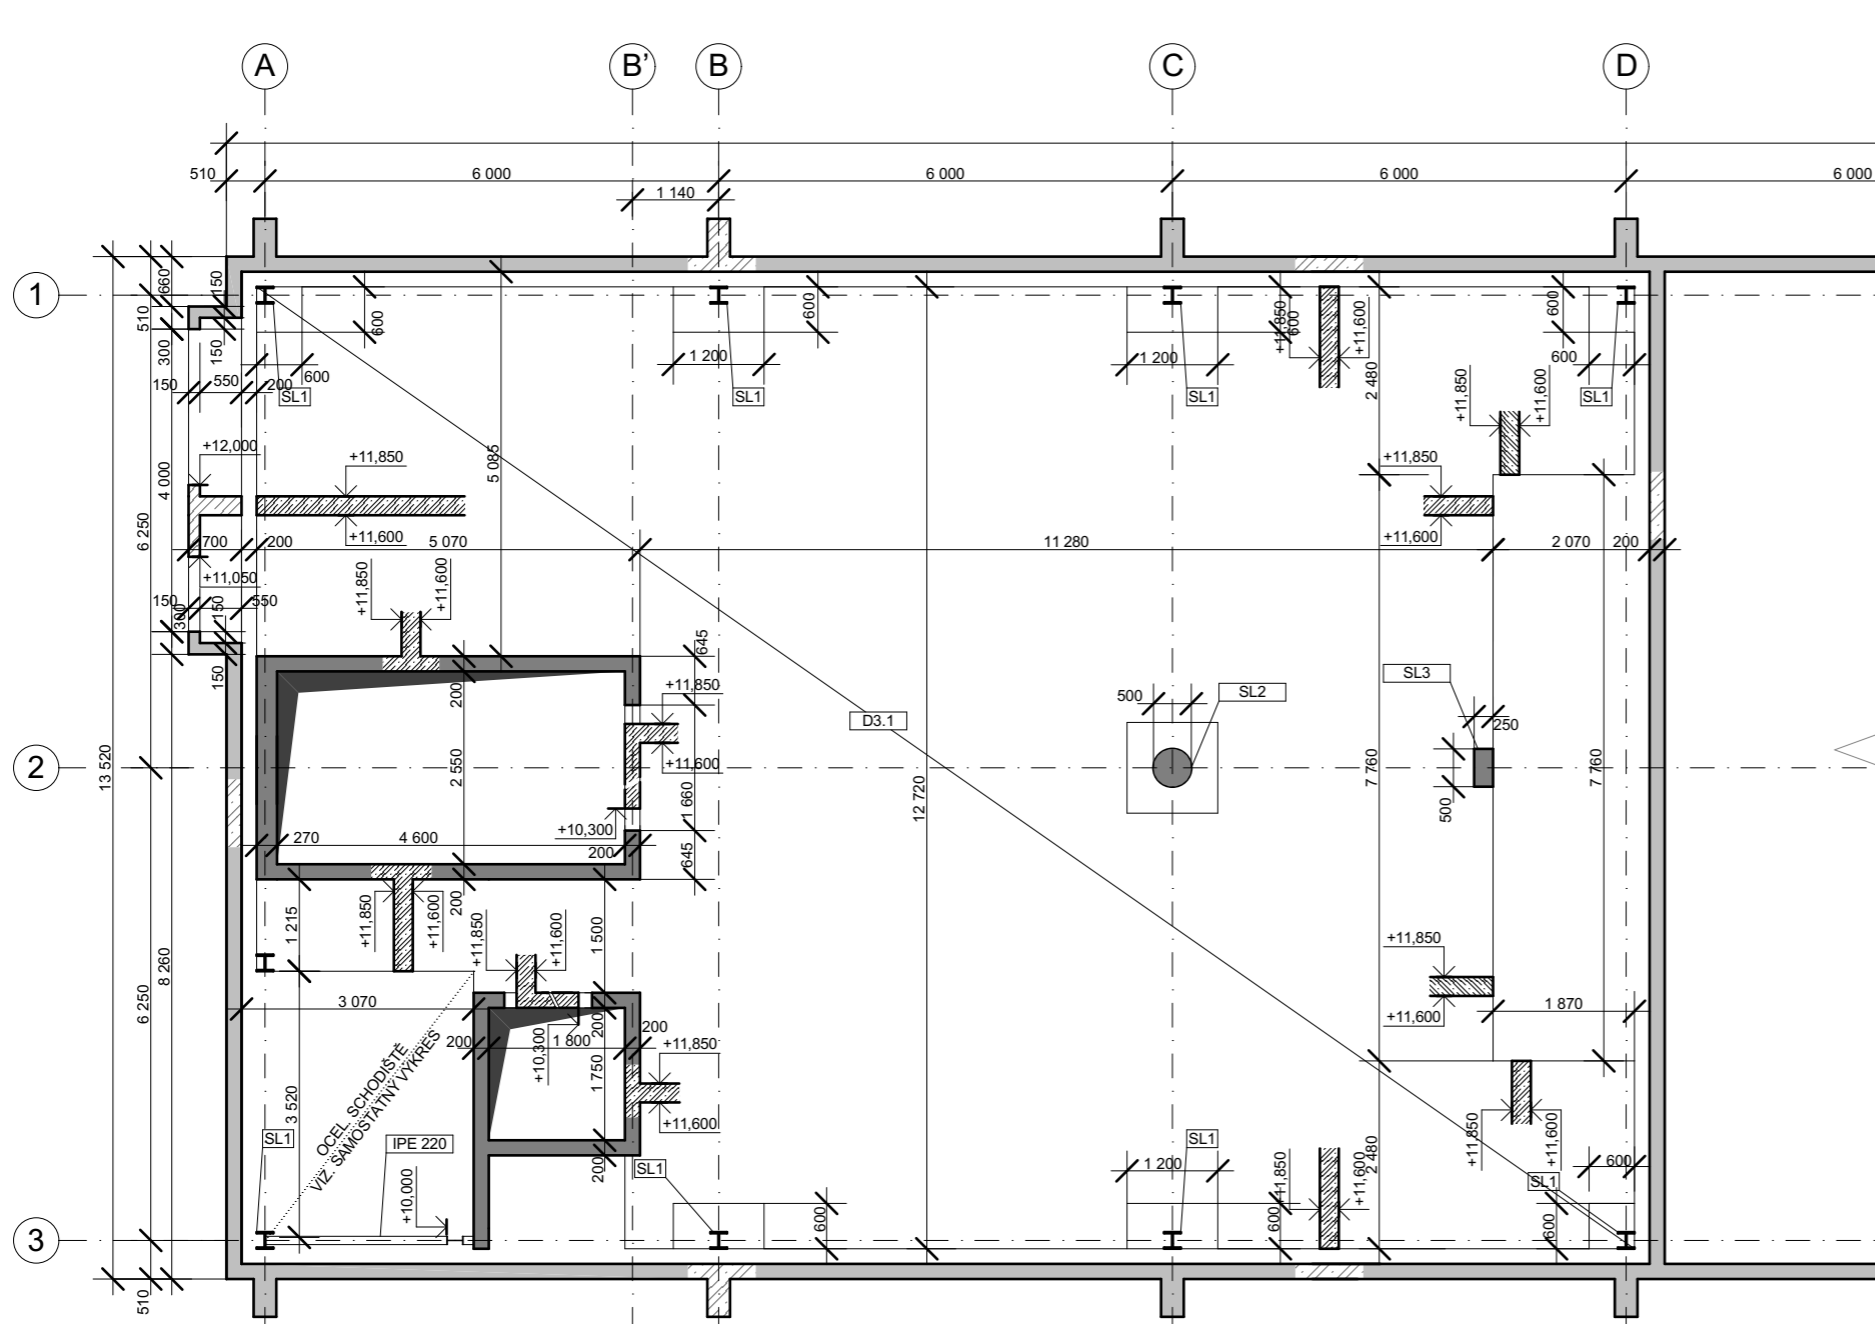 A B' B C D
510 6 000 6 000 6 000 6 000
1 140
1
660 150
510
300 150
600 600 600 +11,850 600 +11,600 600
1 200 1 200 600
150 550 200 600
SL1 SL1 SL1 2 480 SL1
+11,850 +11,600
+12,000 +11,850 5 085 +11,850
4 000
6 250
+11,600 +11,600
700 200 5 070 11 280 2 070 200
+11,050 +11,850 +11,600
150 300 150 550
645
150
200 +11,850 500 SL2 SL3
D3.1 250
2
13 520 2 550 +11,600 12 720 7 760 7 760
1 660 500
+10,300
270 4 600 200 645
200
1 215 +11,850 +11,600 +11,850 +11,600 1 500 +11,850
8 260
6 250
3 070 +11,600 1 870
200 200
200 +10,300 1 800 +11,850
1 750
3 520
OCEL. SCHODIŠTĚ
VIZ. SAMOSTATNÝ VÝKRES
+11,600
SL1 IPE 220 200 SL1 SL1 +11,850 +11,600
1 200 +11,850 +11,600 2 480 600
SL1
+10,000
600 600 600
3
510